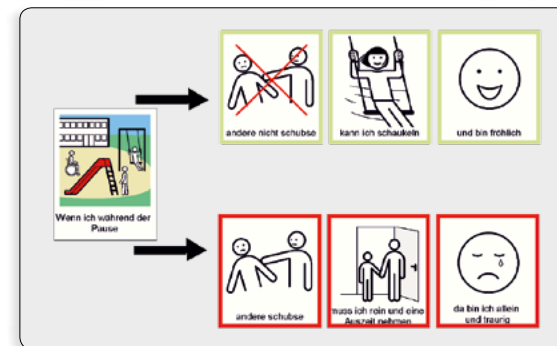 Wenn ich während der
Pause
andere nicht schubse
kann ich schaukeln
und bin fröhlich
andere schubse
muss ich rein und eine
Auszeit nehmen
da bin ich allein
und traurig